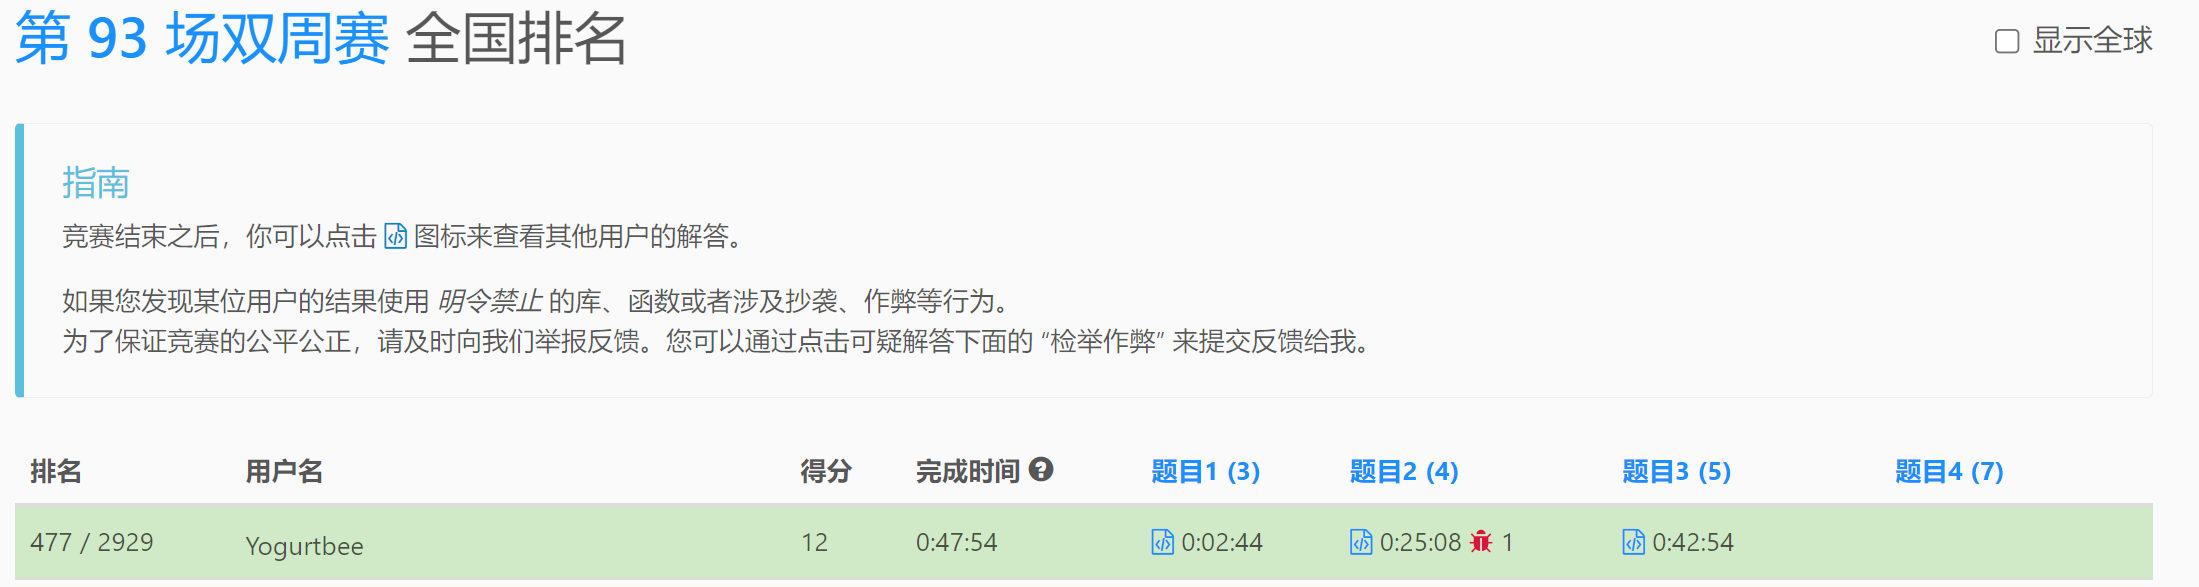 第 93 场双周赛 全国排名
显示全球
指南
竞赛结束之后，你可以点击 图标来查看其他用户的解答。
如果您发现某位用户的结果使用 明令禁止 的库、函数或者涉及抄袭、作弊等行为。
为了保证竞赛的公平公正，请及时向我们举报反馈。您可以通过点击可疑解答下面的 “检举作弊” 来提交反馈给我。
排名 用户名 得分 完成时间 题目1 (3) 题目2 (4) 题目3 (5) 题目4 (7)
477 / 2929 Yogurtbee 12 0:47:54 0:02:44 0:25:08 1 0:42:54